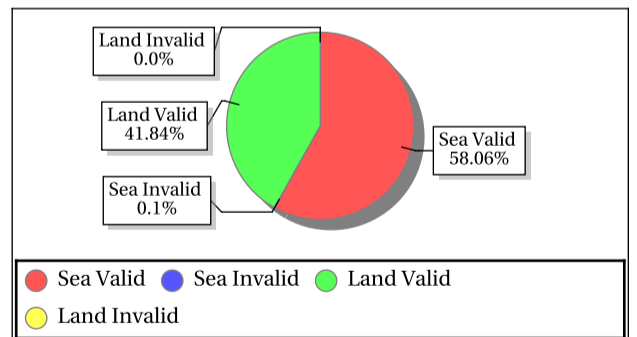 Land Invalid
0.0%
Land Valid
41.84%
Sea Valid
58.06%
Sea Invalid
0.1%
Sea Valid
Sea Invalid
Land Valid
Land Invalid